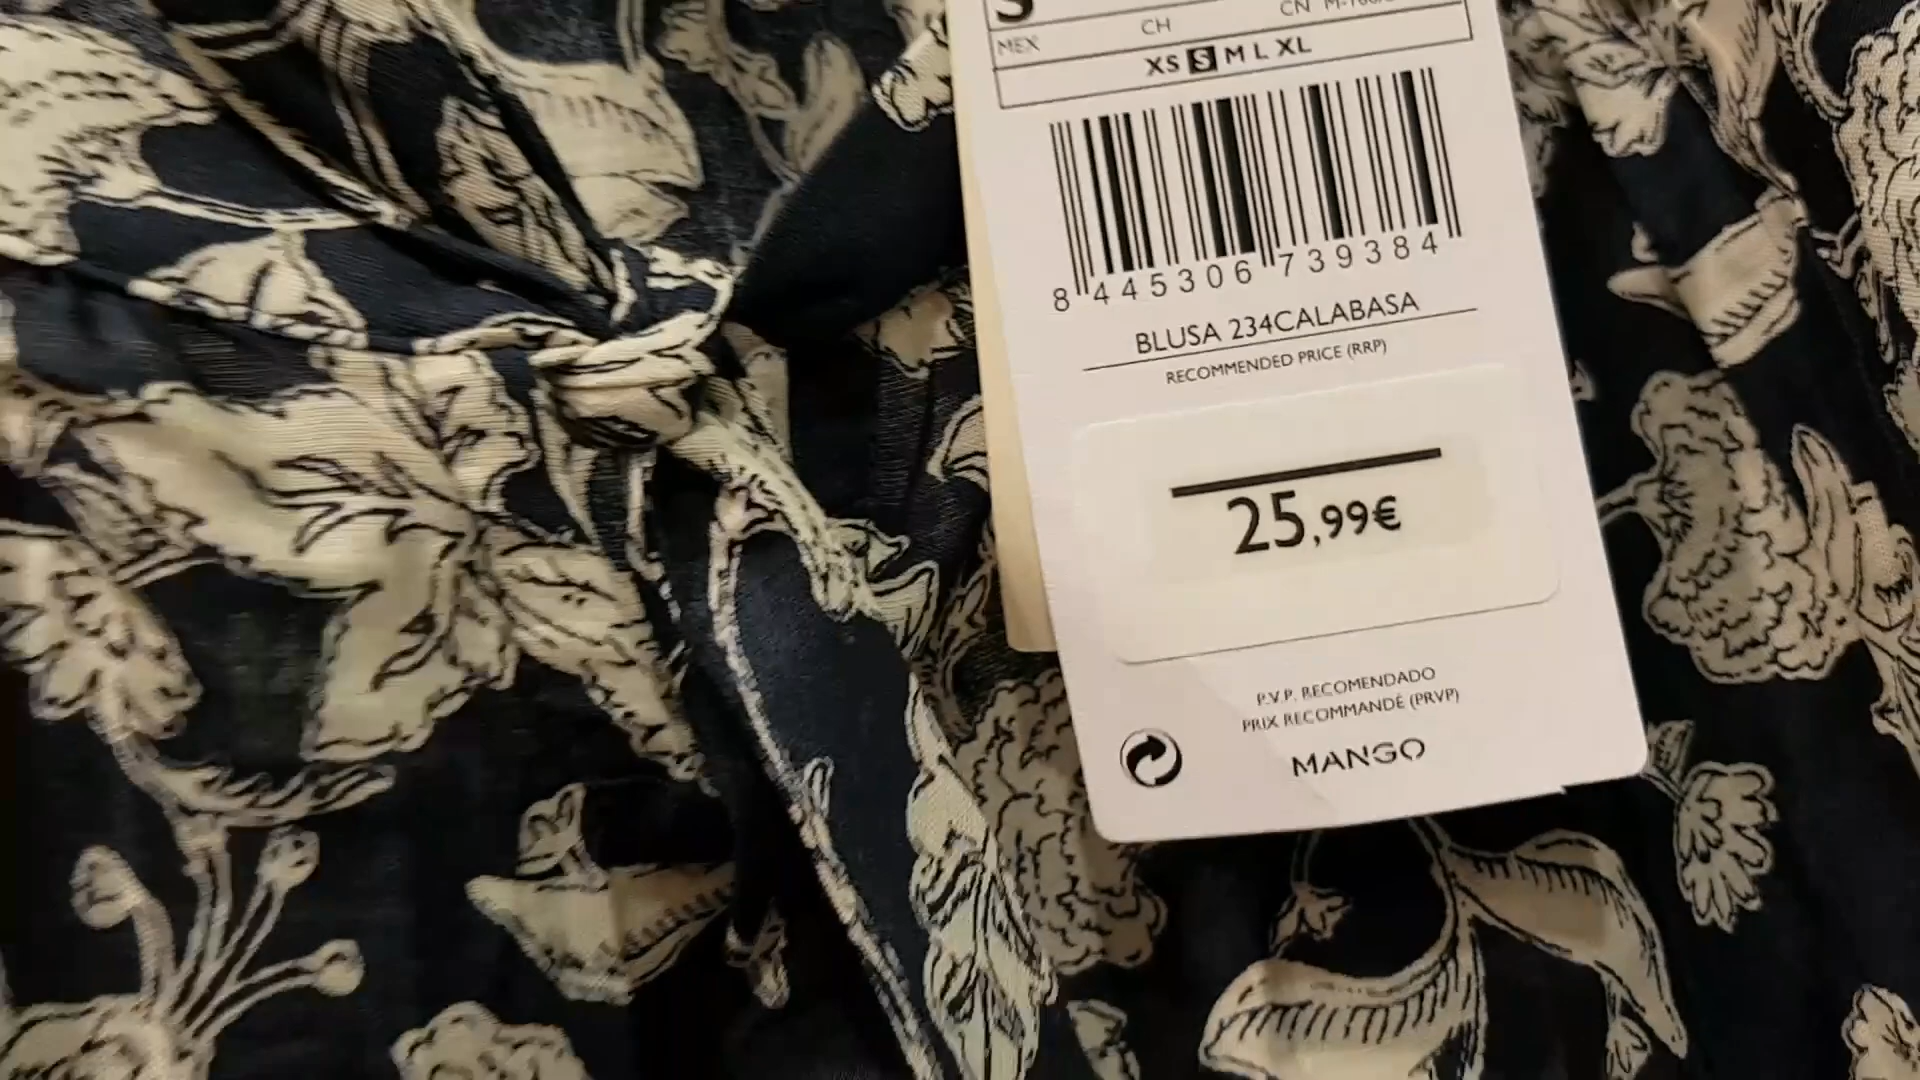 S
CH
CN
MEX
XS S M L XL
8 445306 739384
BLUSA 234CALABASA
RECOMMENDED PRICE (RRP)
25,99€
P.V.P. RECOMENDADO
PRIX RECOMMANDÉ (PRVP)
MANGO